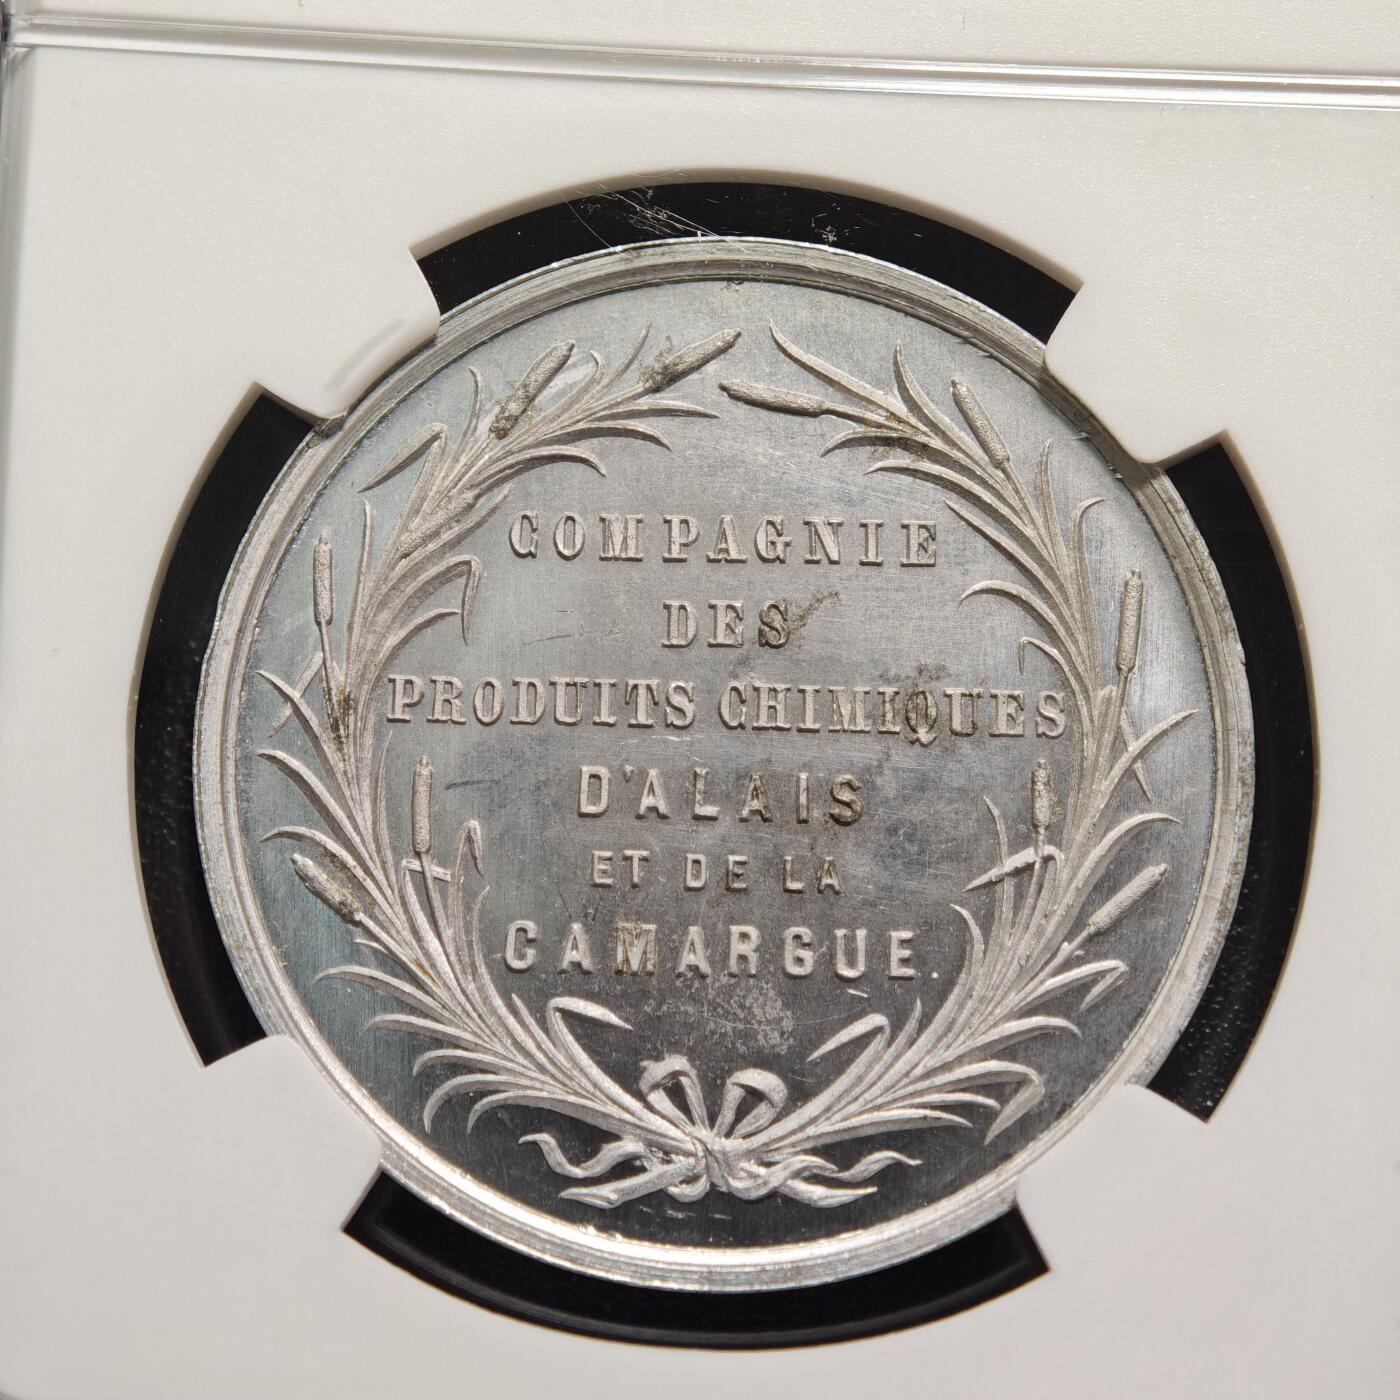 COMPAGNIE
DES
PRODUITS CHIMIQUES
D'ALAIS
ET DE LA
CAMARGUE.